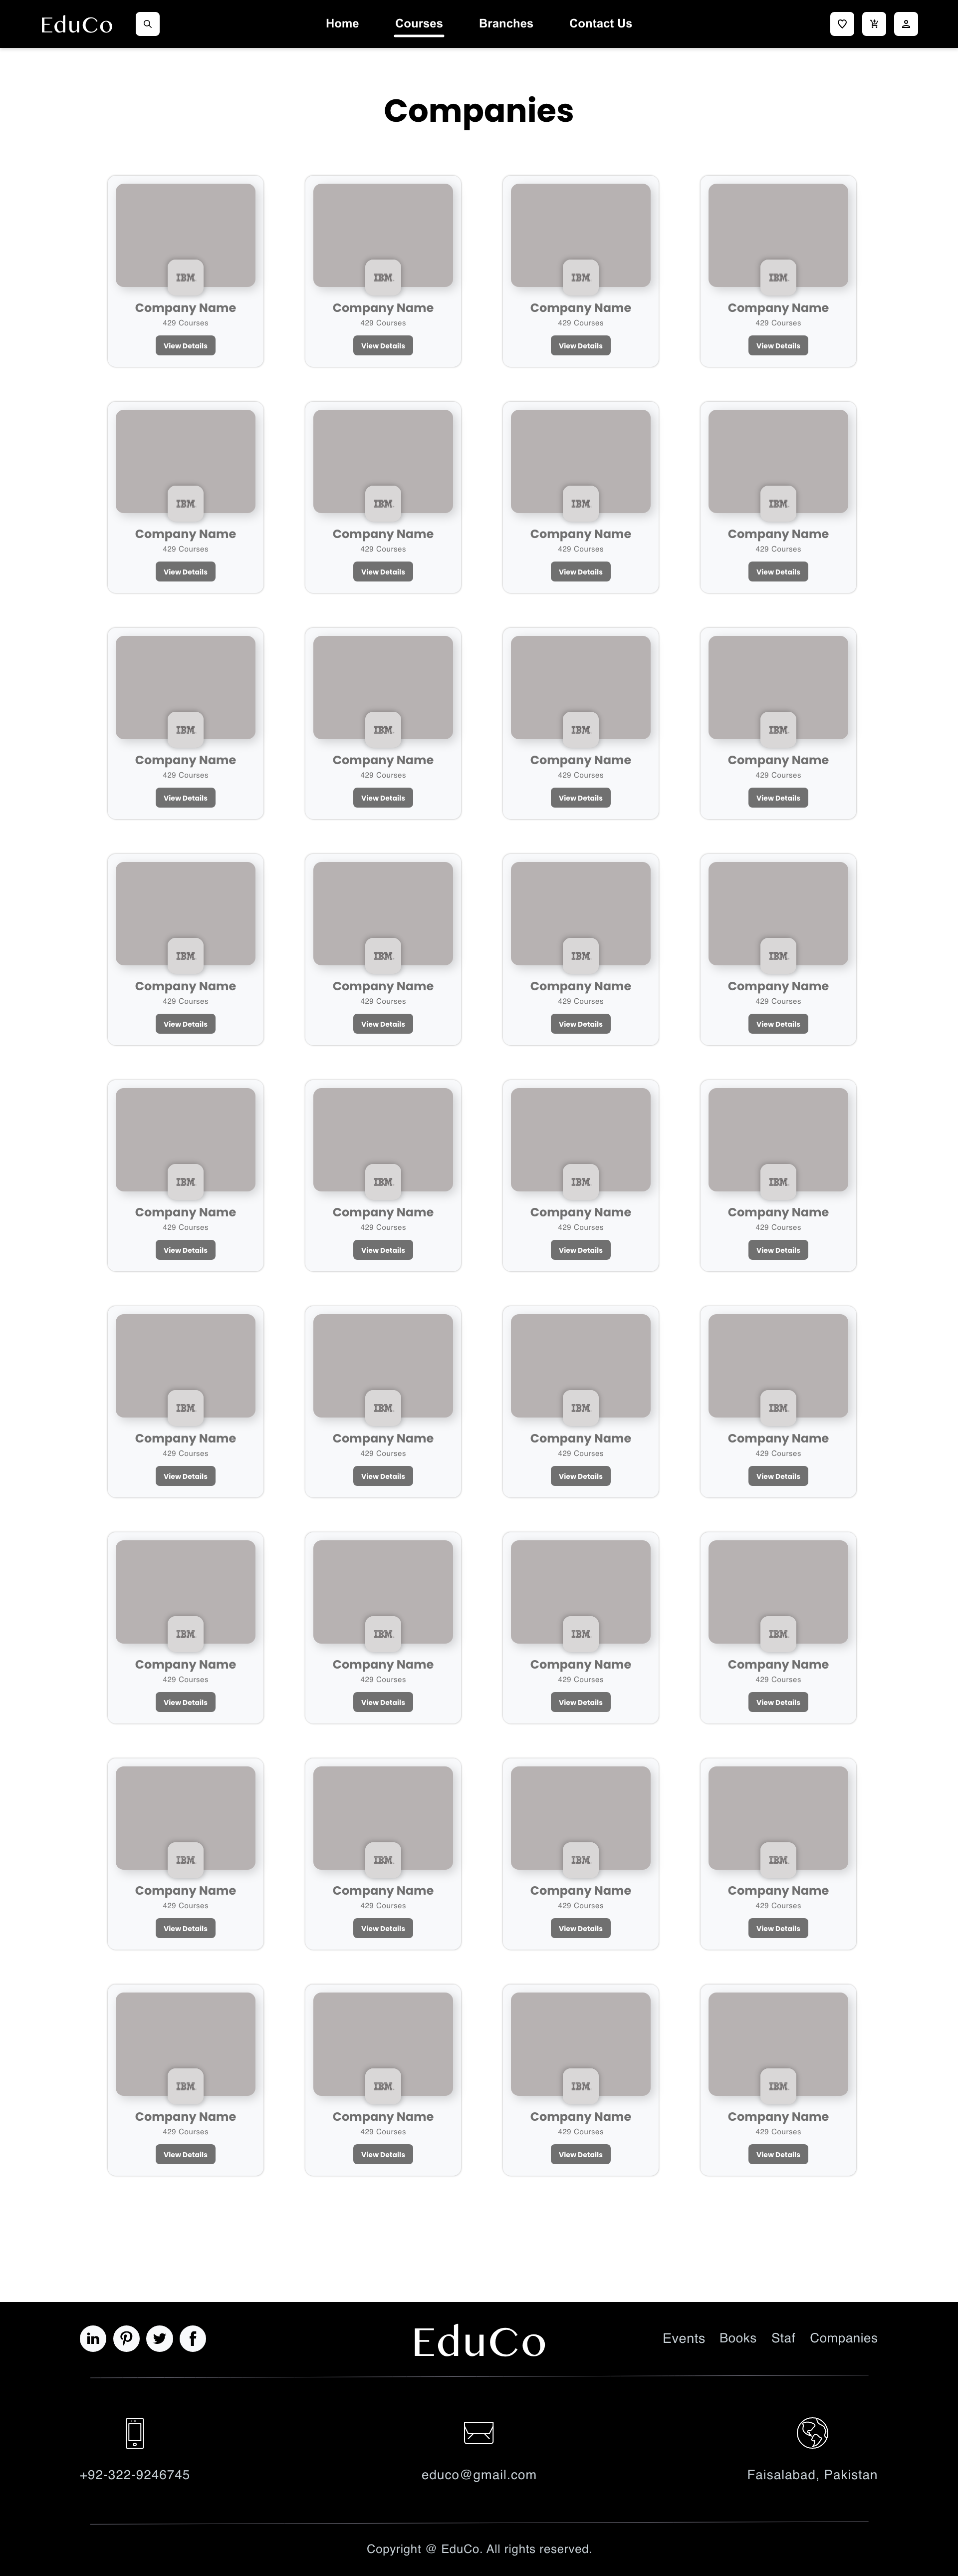 EduCo Home Courses Branches Contact Us
Companies
IBM IBM IBM IBM
Company Name Company Name Company Name Company Name
429 Courses 429 Courses 429 Courses 429 Courses
View Details View Details View Details View Details
IBM IBM IBM IBM
Company Name Company Name Company Name Company Name
429 Courses 429 Courses 429 Courses 429 Courses
View Details View Details View Details View Details
IBM IBM IBM IBM
Company Name Company Name Company Name Company Name
429 Courses 429 Courses 429 Courses 429 Courses
View Details View Details View Details View Details
IBM IBM IBM IBM
Company Name Company Name Company Name Company Name
429 Courses 429 Courses 429 Courses 429 Courses
View Details View Details View Details View Details
IBM IBM IBM IBM
Company Name Company Name Company Name Company Name
429 Courses 429 Courses 429 Courses 429 Courses
View Details View Details View Details View Details
IBM IBM IBM IBM
Company Name Company Name Company Name Company Name
429 Courses 429 Courses 429 Courses 429 Courses
View Details View Details View Details View Details
IBM IBM IBM IBM
Company Name Company Name Company Name Company Name
429 Courses 429 Courses 429 Courses 429 Courses
View Details View Details View Details View Details
IBM IBM IBM IBM
Company Name Company Name Company Name Company Name
429 Courses 429 Courses 429 Courses 429 Courses
View Details View Details View Details View Details
IBM IBM IBM IBM
Company Name Company Name Company Name Company Name
429 Courses 429 Courses 429 Courses 429 Courses
View Details View Details View Details View Details
in EduCo Events Books Staf Companies
+92-322-9246745 educo@gmail.com Faisalabad, Pakistan
Copyright @ EduCo. All rights reserved.